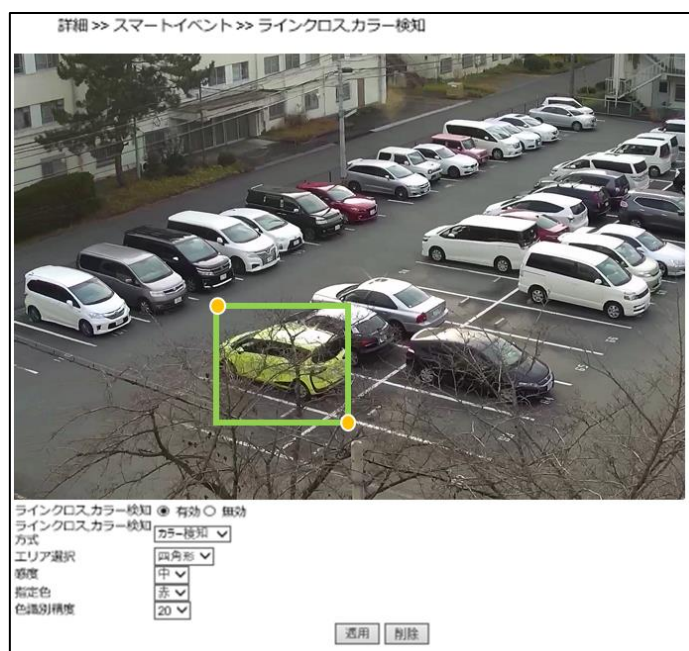 詳細 >> スマートイベント >> ラインクロス,カラー検知
ラインクロス,カラー検知 有効 無効
ラインクロス,カラー検知
方式 カラー検知
エリア選択 四角形
感度 中
指定色 赤
色識別精度 20
適用 削除